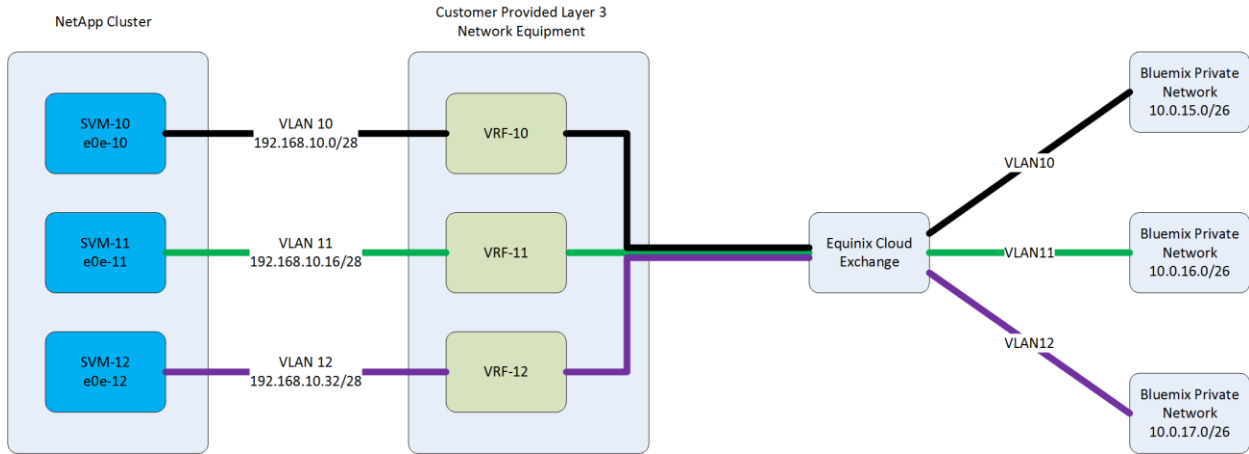 NetApp Cluster
Customer Provided Layer 3
Network Equipment
SVM-10
e0e-10
VLAN 10
192.168.10.0/28
VRF-10
SVM-11
e0e-11
VLAN 11
192.168.10.16/28
VRF-11
SVM-12
e0e-12
VLAN 12
192.168.10.32/28
VRF-12
Equinix Cloud
Exchange
VLAN10
VLAN11
VLAN12
Bluemix Private
Network
10.0.15.0/26
Bluemix Private
Network
10.0.16.0/26
Bluemix Private
Network
10.0.17.0/26